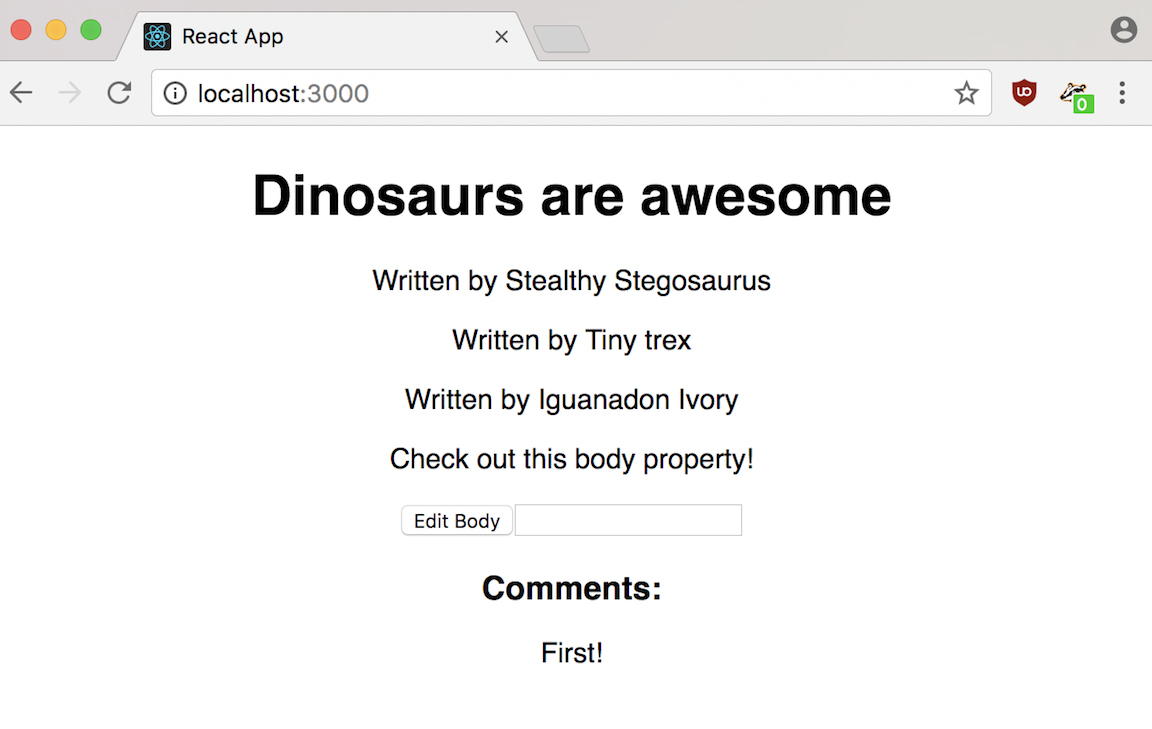 React App
localhost:3000
uo
0
Dinosaurs are awesome
Written by Stealthy Stegosaurus
Written by Tiny trex
Written by Iguanadon Ivory
Check out this body property!
Edit Body
Comments:
First!